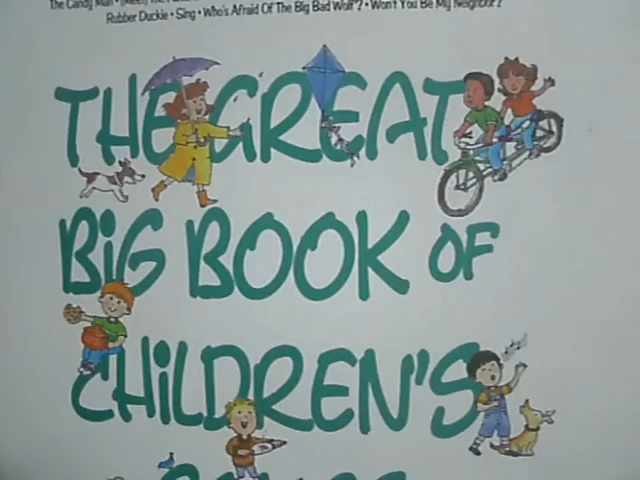 The Candy Man •
Rubber Duckie • Sing • Who's Afraid Of The Big Bad Wolf? • Won't You Be My Neighbor?
THE GREAT
BiG BOOK OF
CHiLDREN'S